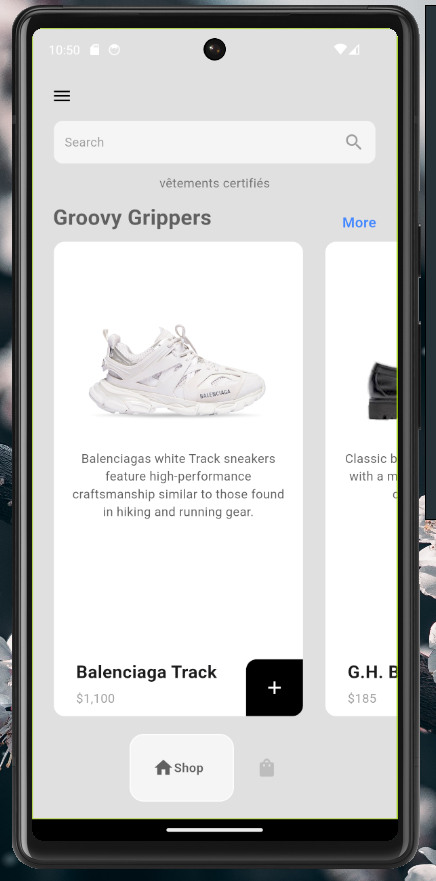 10:50
Search
vêtements certifiés
Groovy Grippers
More
BALENCIAGA
Balenciagas white Track sneakers
feature high-performance
craftsmanship similar to those found
in hiking and running gear.
Classic b
with a m
Balenciaga Track
$1,100
+
G.H. B
$185
Shop